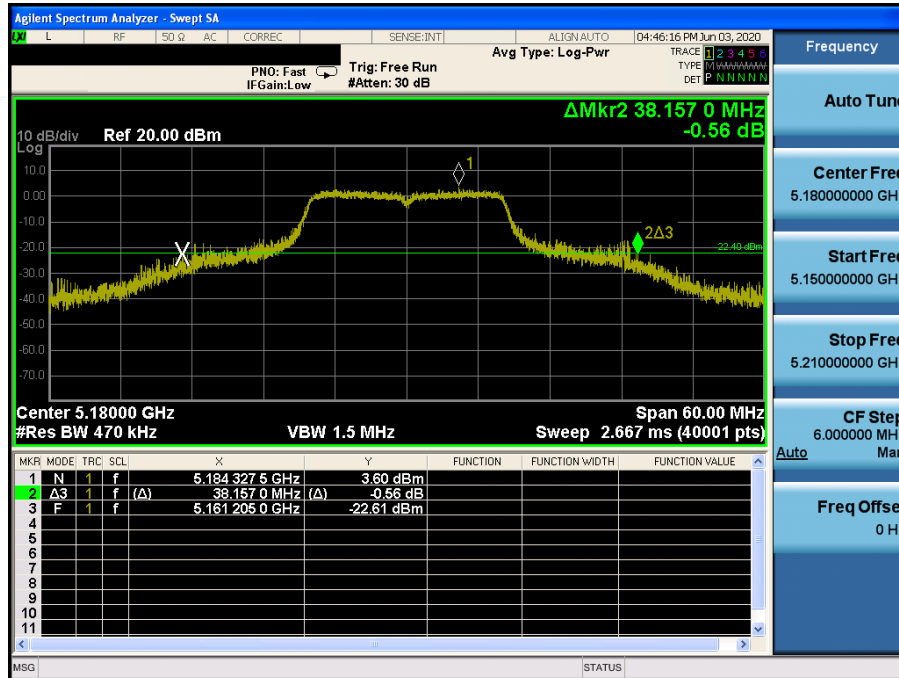 Agilent Spectrum Analyzer - Swept SA
LXI L RF 50 Ω AC CORREC SENSE:INT ALIGN AUTO 04:46:16 PM Jun 03, 2020
Avg Type: Log-Pwr
TRACE 1 2 3 4 5 6
PNO: Fast Trig: Free Run TYPE M W W W W W
IFGain:Low #Atten: 30 dB DET P N N N N N
ΔMkr2 38.157 0 MHz
-0.56 dB
10 dB/div Ref 20.00 dBm
Log
10.0
0.00
-10.0
-20.0
-30.0
-40.0
-50.0
-60.0
-70.0
1
2Δ3
X
-22.40 dBm
Center 5.18000 GHz Span 60.00 MHz
#Res BW 470 kHz VBW 1.5 MHz Sweep 2.667 ms (40001 pts)
MKR MODE TRC SCL X Y FUNCTION FUNCTION WIDTH FUNCTION VALUE
1 N 1 f 5.184 327 5 GHz 3.60 dBm
2 Δ3 1 f (Δ) 38.157 0 MHz (Δ) -0.56 dB
3 F 1 f 5.161 205 0 GHz -22.61 dBm
4
5
6
7
8
9
10
11
MSG STATUS
Frequency
Auto Tun
Center Fre
5.180000000 GH
Start Fre
5.150000000 GH
Stop Fre
5.210000000 GH
CF Step
6.000000 MH
Auto Ma
Freq Offse
0 H